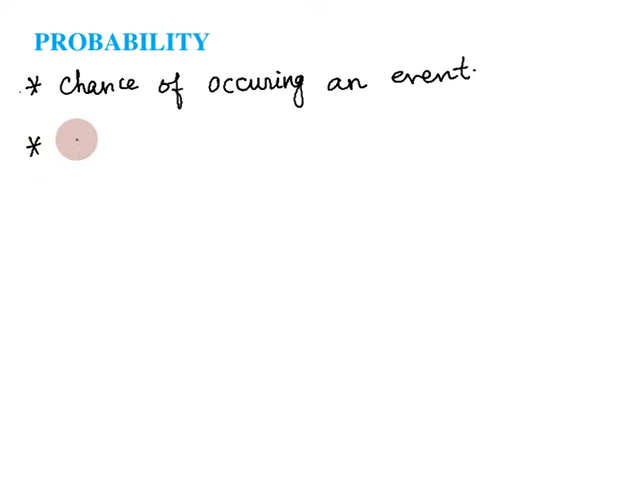 PROBABILITY
* Chance of occuring an event.
*